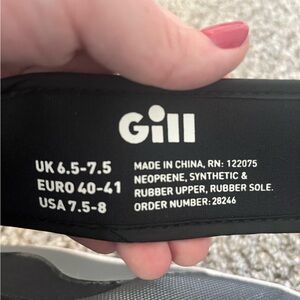 Gill
UK 6.5-7.5
EURO 40-41
USA 7.5-8
MADE IN CHINA, RN: 122075
NEOPRENE, SYNTHETIC &
RUBBER UPPER, RUBBER SOLE.
ORDER NUMBER: 28246